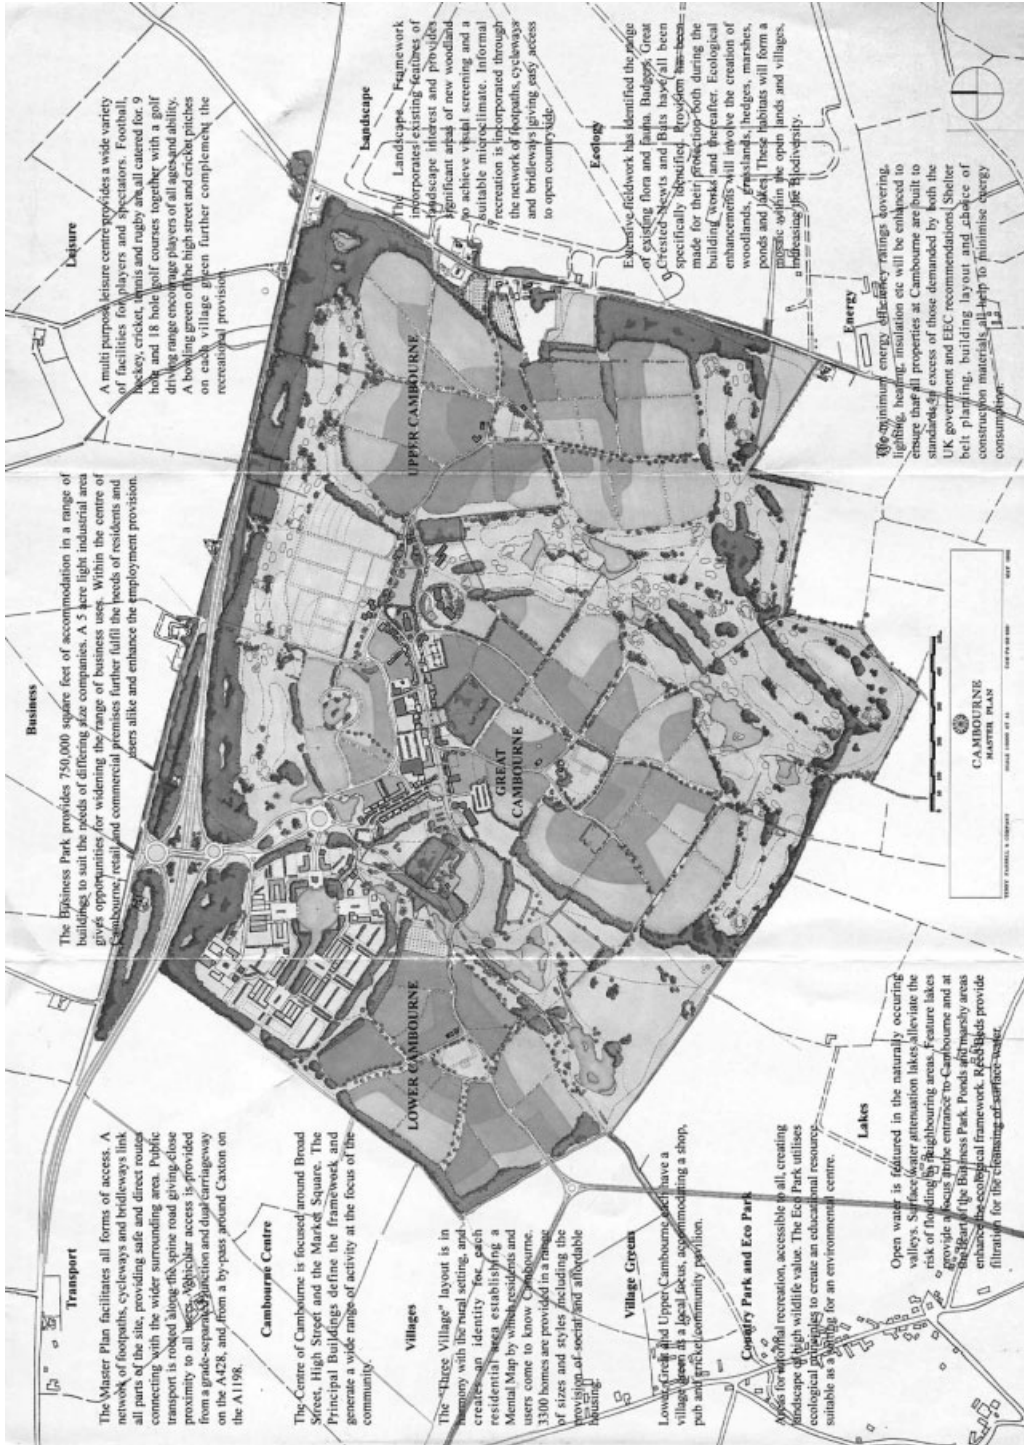 Transport
The Master Plan facilitates all forms of access. A
network of footpaths, cycleways and bridleways link
all parts of the site, providing safe and direct routes
connecting with the wider surrounding area. Public
transport is routed along the spine road giving close
proximity to all users. Vehicular access is provided
from a grade-separated junction and dual carriageway
on the A428, and from a by-pass around Caxton on
the A1198.
Cambourne Centre
The Centre of Cambourne is focused around Broad
Street, High Street and the Market Square. The
Principal Buildings define the framework and
generate a wide range of activity at the focus of the
community.
Villages
The "Three Village" layout is in
harmony with the rural setting, and
creates an identity for each
residential area establishing a
Mental Map by which residents and
users come to know Cambourne.
3300 homes are provided in a range
of sizes and styles including the
provision of social and affordable
housing.
Village Greens
Lower, Great and Upper Cambourne each have a
village green as a local focus, accommodating a shop,
pub and cricket/community pavilion.
Country Park and Eco Park
Areas for informal recreation, accessible to all, creating
landscape of high wildlife value. The Eco Park utilises
ecological principles to create an educational resource
suitable as a setting for an environmental centre.
Lakes
Open water is featured in the naturally occuring
valleys. Surface water attenuation lakes alleviate the
risk of flooding to neighbouring areas. Feature lakes
provide a focus at the entrance to Cambourne and at
the heart of the Business Park. Ponds and marshy areas
enhance the ecological framework. Reed Beds provide
filtration for the cleansing of surface water.
Business
The Business Park provides 750,000 square feet of accommodation in a range of
buildings to suit the needs of differing size companies. A 5 acre light industrial area
gives opportunities for widening the range of business uses. Within the centre of
Cambourne, retail and commercial premises further fulfil the needs of residents and
users alike and enhance the employment provision.
LOWER CAMBOURNE
GREAT
CAMBOURNE
UPPER CAMBOURNE
Leisure
A multi purpose leisure centre provides a wide variety
of facilities for players and spectators. Football,
hockey, cricket, tennis and rugby are all catered for. 9
hole and 18 hole golf courses together with a golf
driving range encourage players of all ages and ability.
A bowling green off the high street and cricket pitches
on each village green further complement the
recreational provision.
Landscape
The Landscape Framework
incorporates existing features of
landscape interest and provides
significant areas of new woodland
to achieve visual screening and a
suitable microclimate. Informal
recreation is incorporated through
the network of footpaths, cycleways
and bridleways giving easy access
to open countryside.
Ecology
Extensive fieldwork has identified the range
of existing flora and fauna. Badgers, Great
Crested Newts and Bats have all been
specifically identified. Provision has been
made for their protection both during the
building works and thereafter. Ecological
enhancements will involve the creation of
woodlands, grasslands, hedges, marshes,
ponds and lakes. These habitats will form a
mosaic within the open lands and villages,
increasing the Biodiversity.
Energy
The minimum energy efficiency ratings covering,
lighting, heating, insulation etc will be enhanced to
ensure that all properties at Cambourne are built to
standards in excess of those demanded by both the
UK government and EEC recommendations. Shelter
belt planting, building layout and choice of
construction materials all help to minimise energy
consumption.
CAMBOURNE
MASTER PLAN
TERRY FARRELL & COMPANY